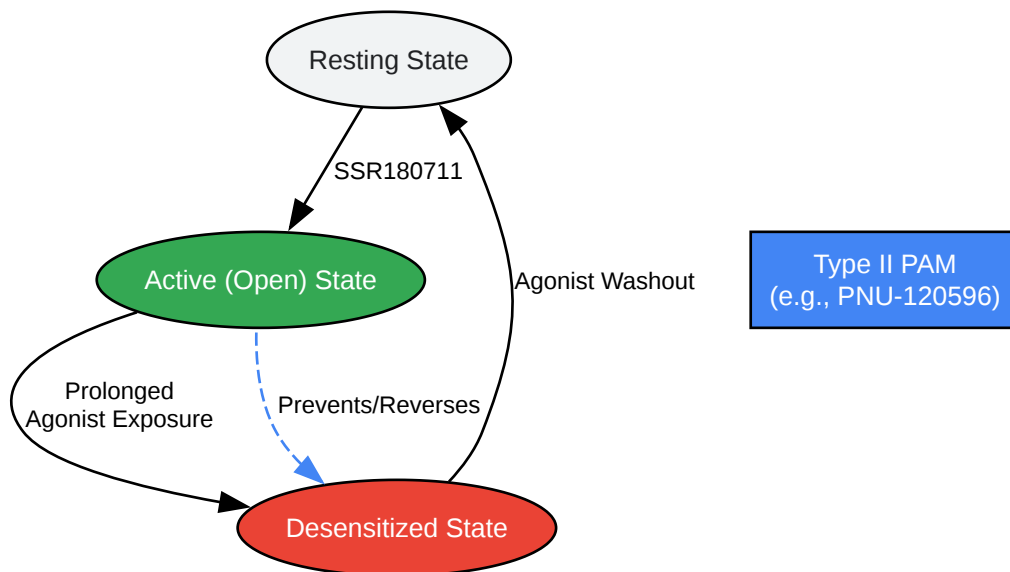 Resting State
SSR180711
Active (Open) State
Agonist Washout
Type II PAM
(e.g., PNU-120596)
Prolonged
Agonist Exposure
Prevents/Reverses
Desensitized State